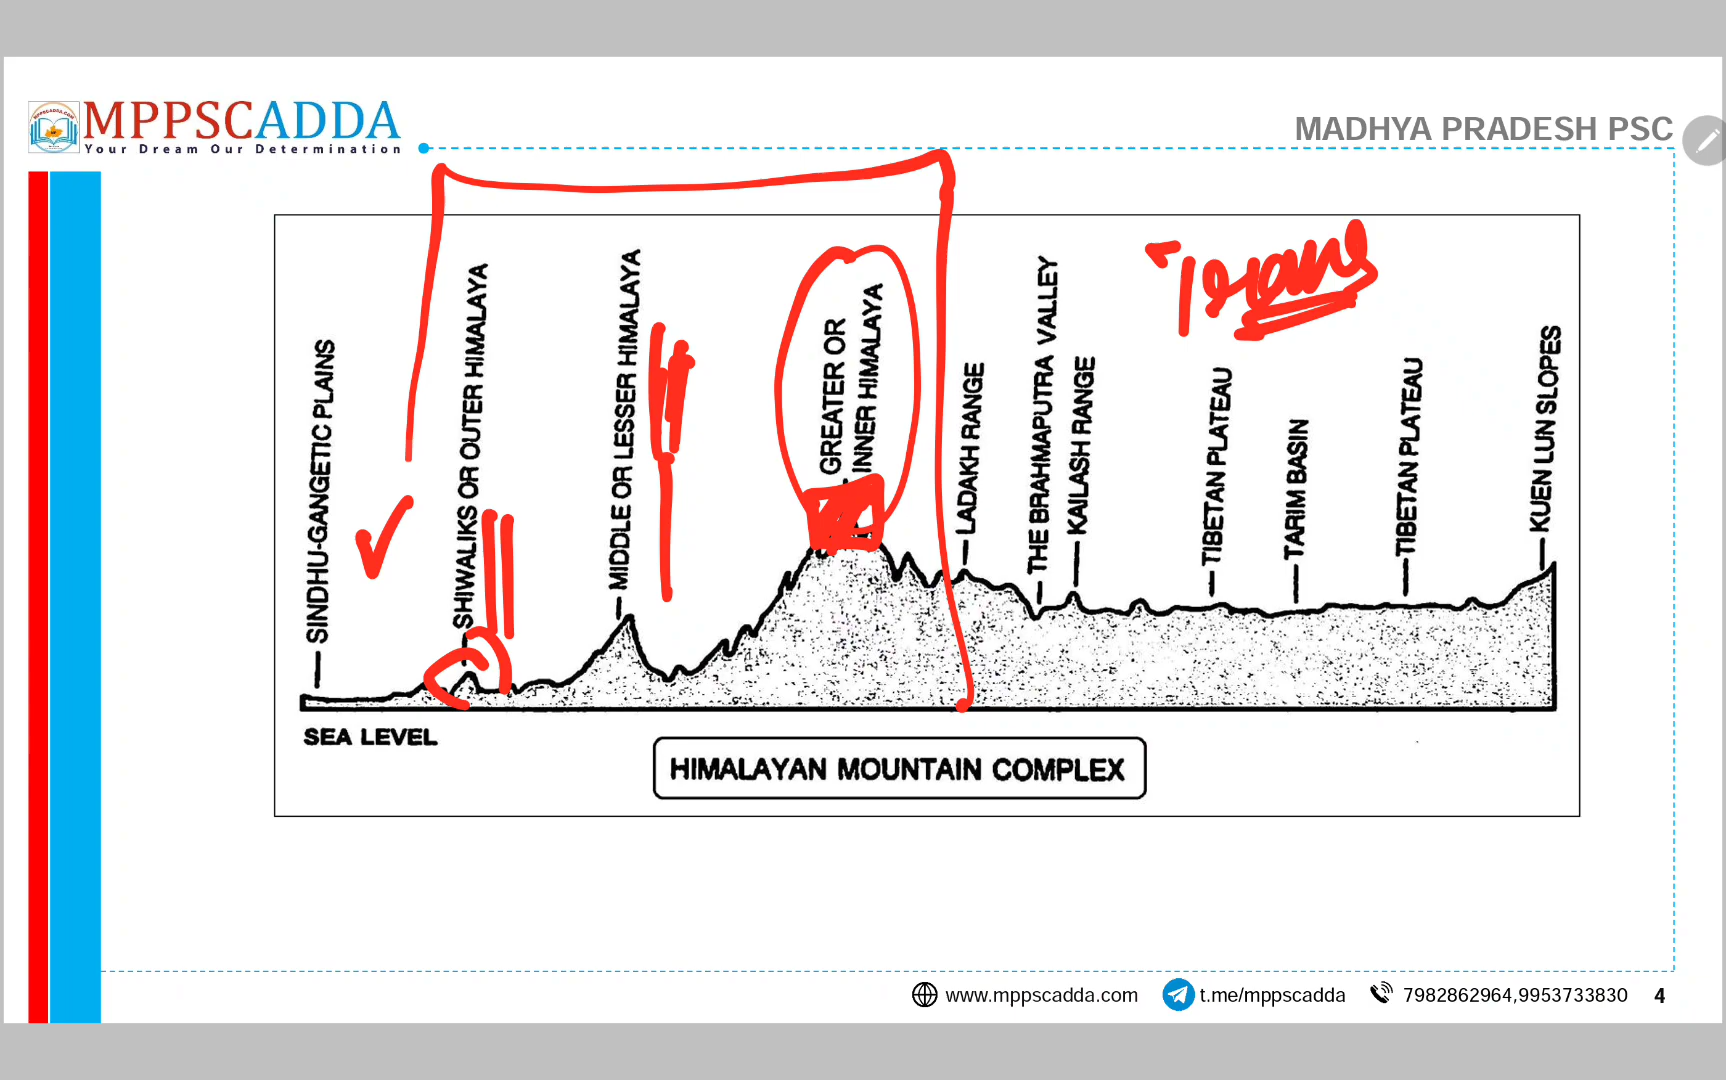 MPPSCADDA
Your Dream Our Determination
MADHYA PRADESH PSC
SINDHU-GANGETIC PLAINS
SHIWALIKS OR OUTER HIMALAYA
MIDDLE OR LESSER HIMALAYA
GREATER OR
INNER HIMALAYA
LADAKH RANGE
THE BRAHMAPUTRA VALLEY
KAILASH RANGE
TIBETAN PLATEAU
TARIM BASIN
TIBETAN PLATEAU
KUEN LUN SLOPES
SEA LEVEL
HIMALAYAN MOUNTAIN COMPLEX
www.mppscadda.com
t.me/mppscadda
7982862964,9953733830
4